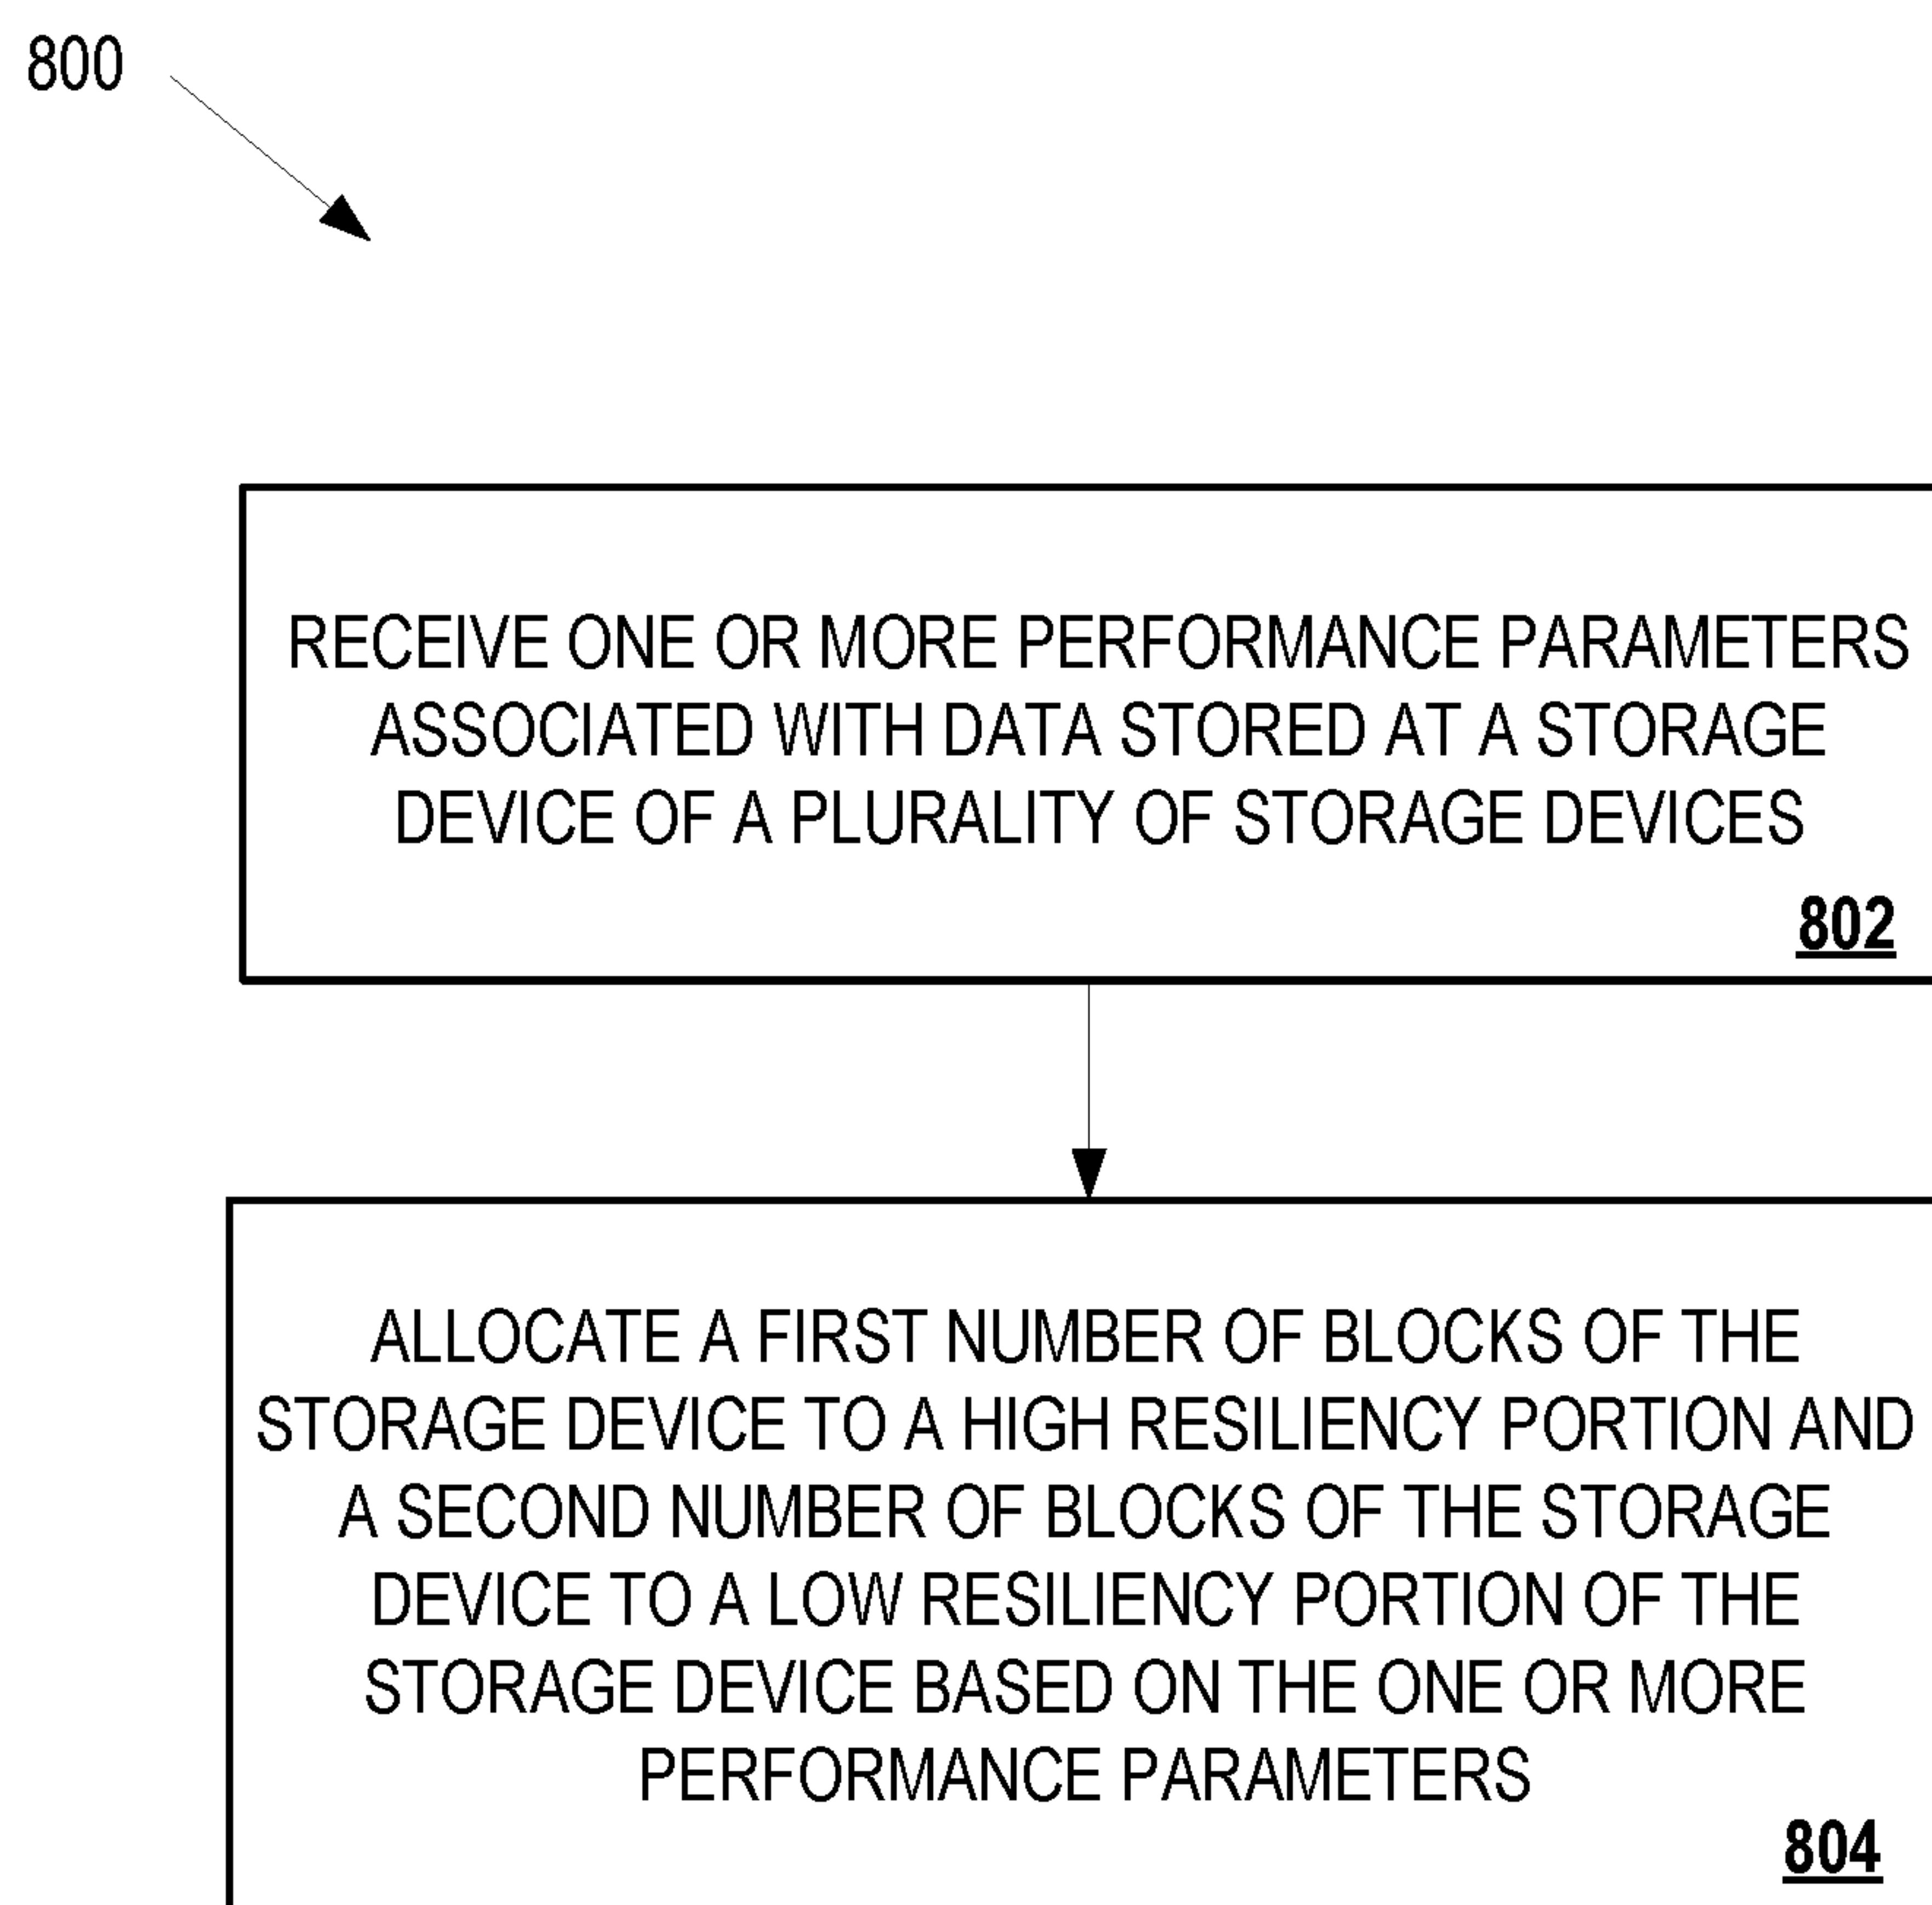 800
RECEIVE ONE OR MORE PERFORMANCE PARAMETERS
ASSOCIATED WITH DATA STORED AT A STORAGE
DEVICE OF A PLURALITY OF STORAGE DEVICES
802
ALLOCATE A FIRST NUMBER OF BLOCKS OF THE
STORAGE DEVICE TO A HIGH RESILIENCY PORTION AND
A SECOND NUMBER OF BLOCKS OF THE STORAGE
DEVICE TO A LOW RESILIENCY PORTION OF THE
STORAGE DEVICE BASED ON THE ONE OR MORE
PERFORMANCE PARAMETERS
804